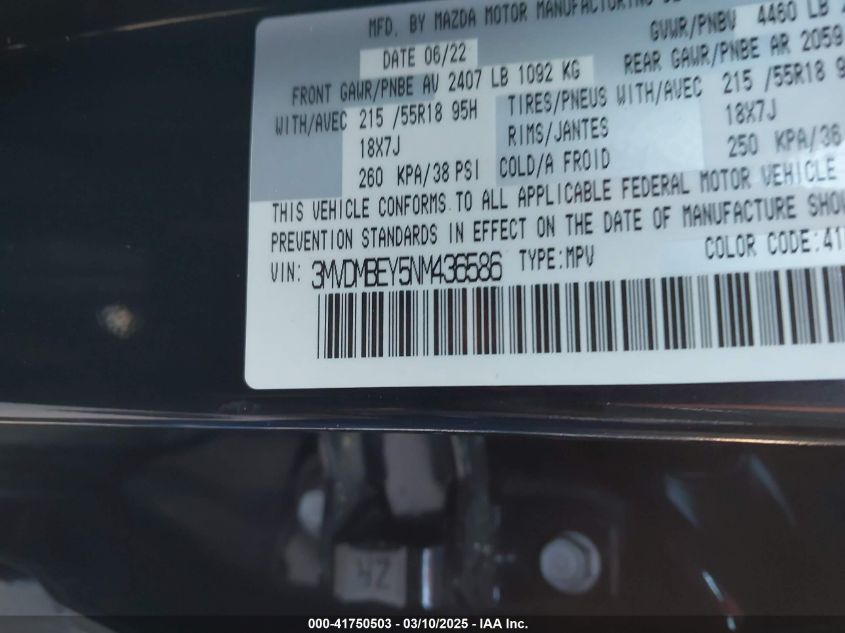 MFD. BY MAZDA MOTOR MANUFACTURING
DATE 06/22 GVWR/PNBV 4460 LB
FRONT GAWR/PNBE AV 2407 LB 1092 KG REAR GAWR/PNBE AR 2059
WITH/AVEC 215 /55R18 95H TIRES/PNEUS WITH/AVEC 215 /55R18
18X7J RIMS/JANTES 18X7J
260 KPA/38 PSI COLD/A FROID 250 KPA/36
THIS VEHICLE CONFORMS TO ALL APPLICABLE FEDERAL MOTOR VEHICLE
PREVENTION STANDARDS IN EFFECT ON THE DATE OF MANUFACTURE
VIN: 3MVDMBEY5NM436586 TYPE:MPV COLOR CODE:41
000-41750503 — 03/10/2025 — IAA Inc.